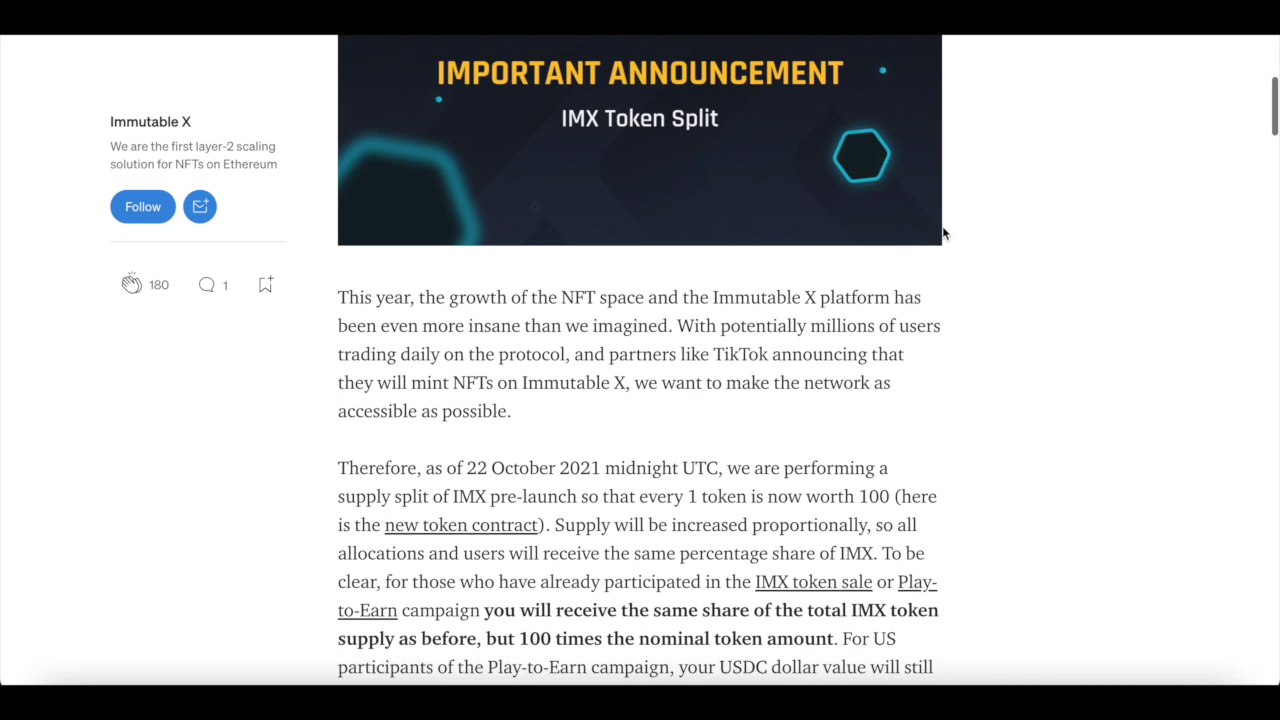 IMPORTANT ANNOUNCEMENT
IMX Token Split
Immutable X
We are the first layer-2 scaling
solution for NFTs on Ethereum
Follow
180
1
This year, the growth of the NFT space and the Immutable X platform has
been even more insane than we imagined. With potentially millions of users
trading daily on the protocol, and partners like TikTok announcing that
they will mint NFTs on Immutable X, we want to make the network as
accessible as possible.
Therefore, as of 22 October 2021 midnight UTC, we are performing a
supply split of IMX pre-launch so that every 1 token is now worth 100 (here
is the new token contract). Supply will be increased proportionally, so all
allocations and users will receive the same percentage share of IMX. To be
clear, for those who have already participated in the IMX token sale or Play-
to-Earn campaign you will receive the same share of the total IMX token
supply as before, but 100 times the nominal token amount. For US
participants of the Play-to-Earn campaign, your USDC dollar value will still